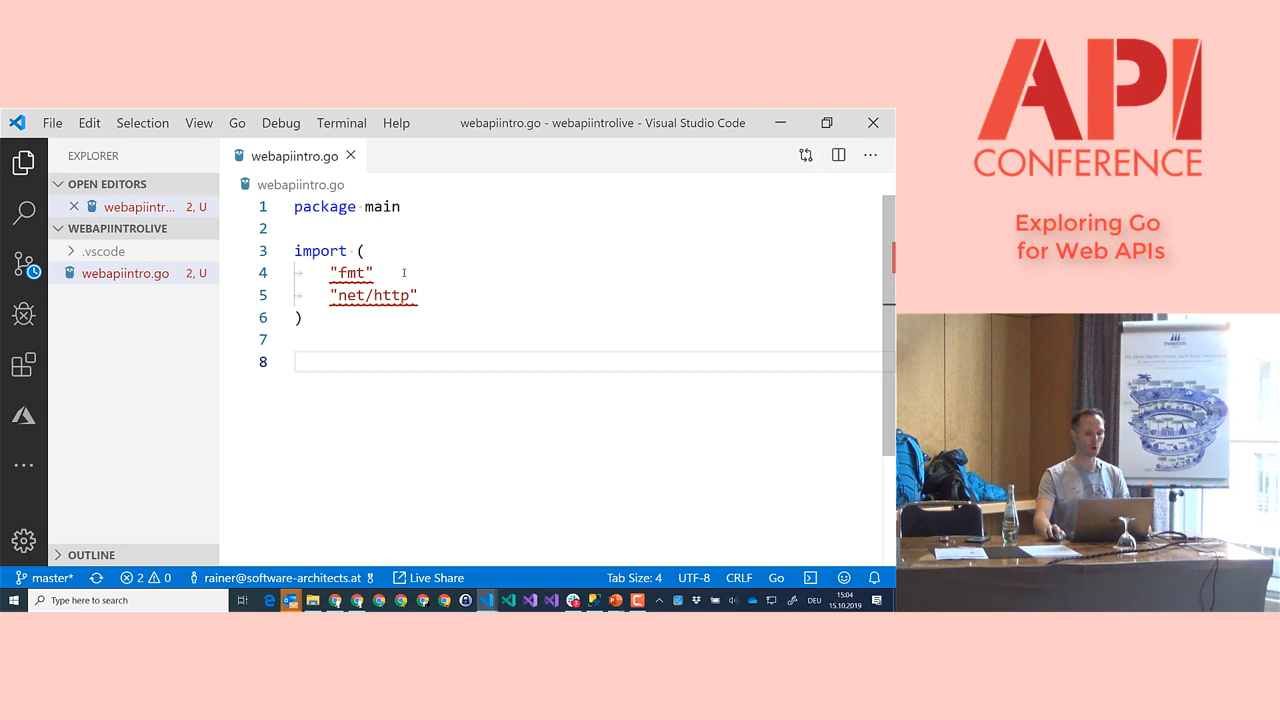 File Edit Selection View Go Debug Terminal Help
webapiintro.go - webapiintrolive - Visual Studio Code
EXPLORER
webapiintro.go
OPEN EDITORS
webapiintr... 2, U
WEBAPIINTROLIVE
.vscode
webapiintro.go 2, U
OUTLINE
webapiintro.go
1 package main
2
3 import (
4 "fmt"
5 "net/http"
6 )
7
8
master*
2 0
rainer@software-architects.at
Live Share
Tab Size: 4 UTF-8 CRLF Go
Type here to search
DEU
15:04
15.10.2019
API
CONFERENCE
Exploring Go
for Web APIs